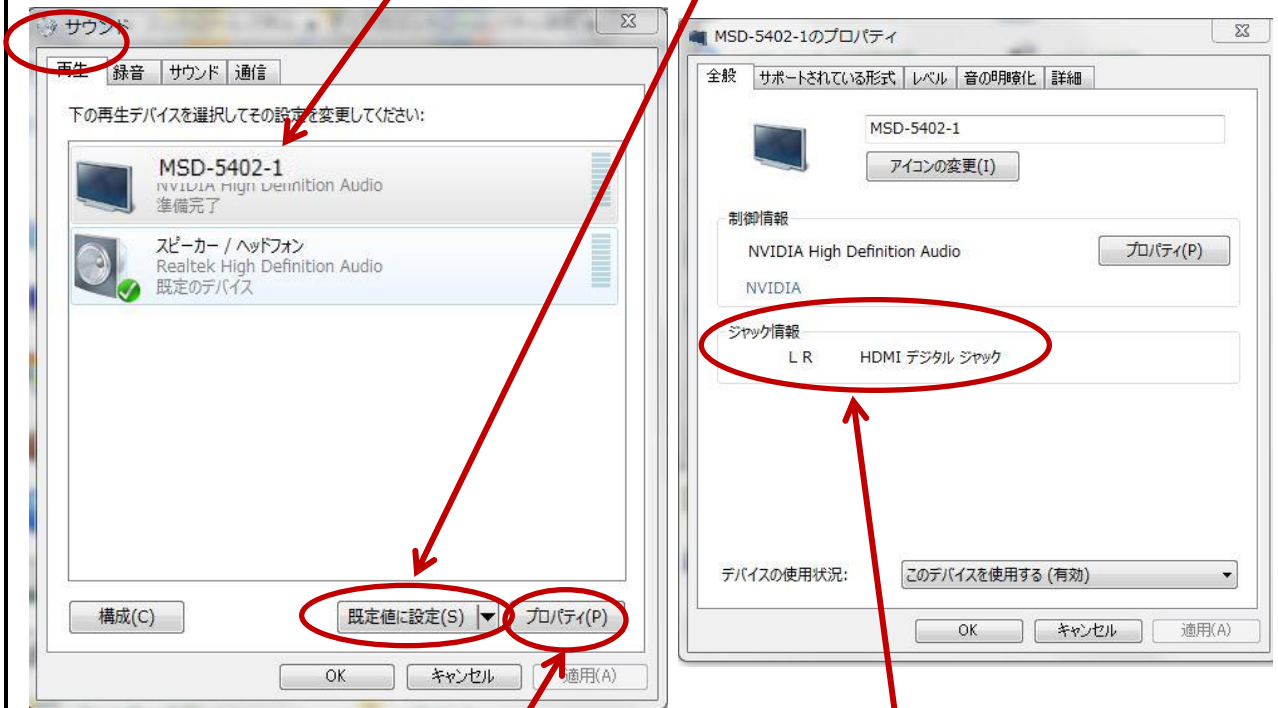 サウンド
再生 録音 サウンド 通信
下の再生デバイスを選択してその設定を変更してください:
MSD-5402-1
NVIDIA High Definition Audio
準備完了
スピーカー / ヘッドフォン
Realtek High Definition Audio
既定のデバイス
構成(C) 既定値に設定(S) プロパティ(P)
OK キャンセル 適用(A)
MSD-5402-1のプロパティ
全般 サポートされている形式 レベル 音の明瞭化 詳細
MSD-5402-1
アイコンの変更(I)
制御情報
NVIDIA High Definition Audio プロパティ(P)
NVIDIA
ジャック情報
L R HDMI デジタル ジャック
デバイスの使用状況: このデバイスを使用する (有効)
OK キャンセル 適用(A)